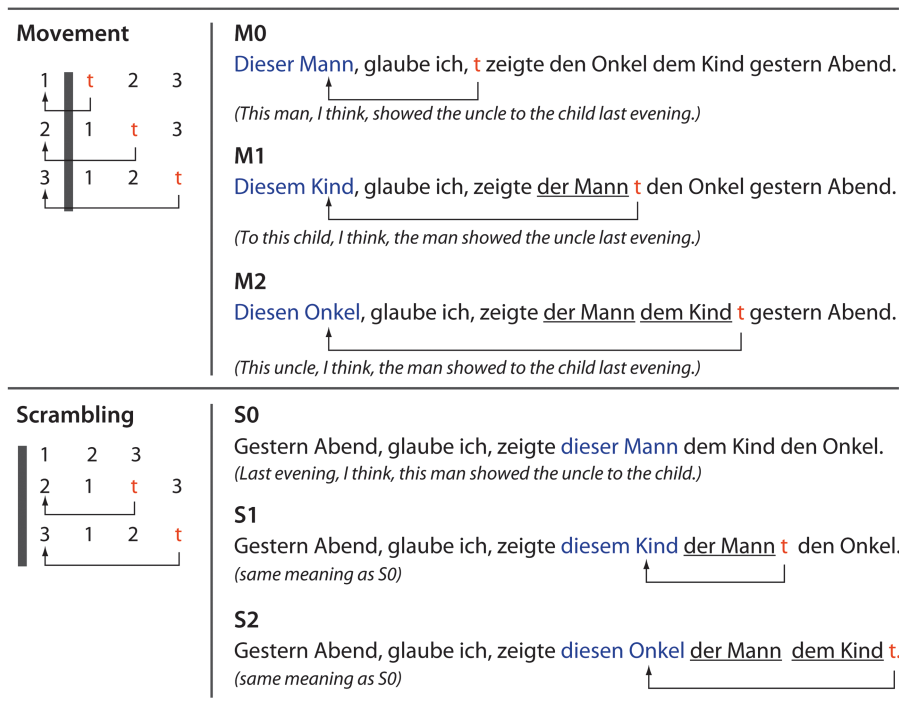 Movement
1 t 2 3
2 1 t 3
3 1 2 t
M0
Dieser Mann, glaube ich, t zeigte den Onkel dem Kind gestern Abend.
(This man, I think, showed the uncle to the child last evening.)
M1
Diesem Kind, glaube ich, zeigte der Mann t den Onkel gestern Abend.
(To this child, I think, the man showed the uncle last evening.)
M2
Diesen Onkel, glaube ich, zeigte der Mann dem Kind t gestern Abend.
(This uncle, I think, the man showed to the child last evening.)
Scrambling
1 2 3
2 1 t 3
3 1 2 t
S0
Gestern Abend, glaube ich, zeigte dieser Mann dem Kind den Onkel.
(Last evening, I think, this man showed the uncle to the child.)
S1
Gestern Abend, glaube ich, zeigte diesem Kind der Mann t den Onkel.
(same meaning as S0)
S2
Gestern Abend, glaube ich, zeigte diesen Onkel der Mann dem Kind t.
(same meaning as S0)